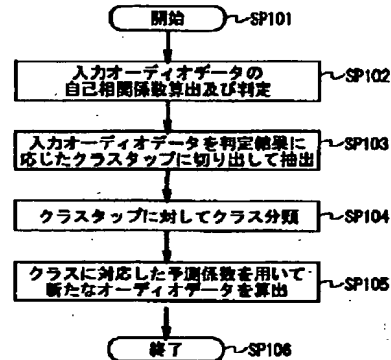 開始
SP101
入力オーディオデータの
自己相関係数算出及び判定
SP102
入力オーディオデータを判定結果に
応じたクラスタップに切り出して抽出
SP103
クラスタップに対してクラス分類
SP104
クラスに対応した予測係数を用いて
新たなオーディオデータを算出
SP105
終了
SP106